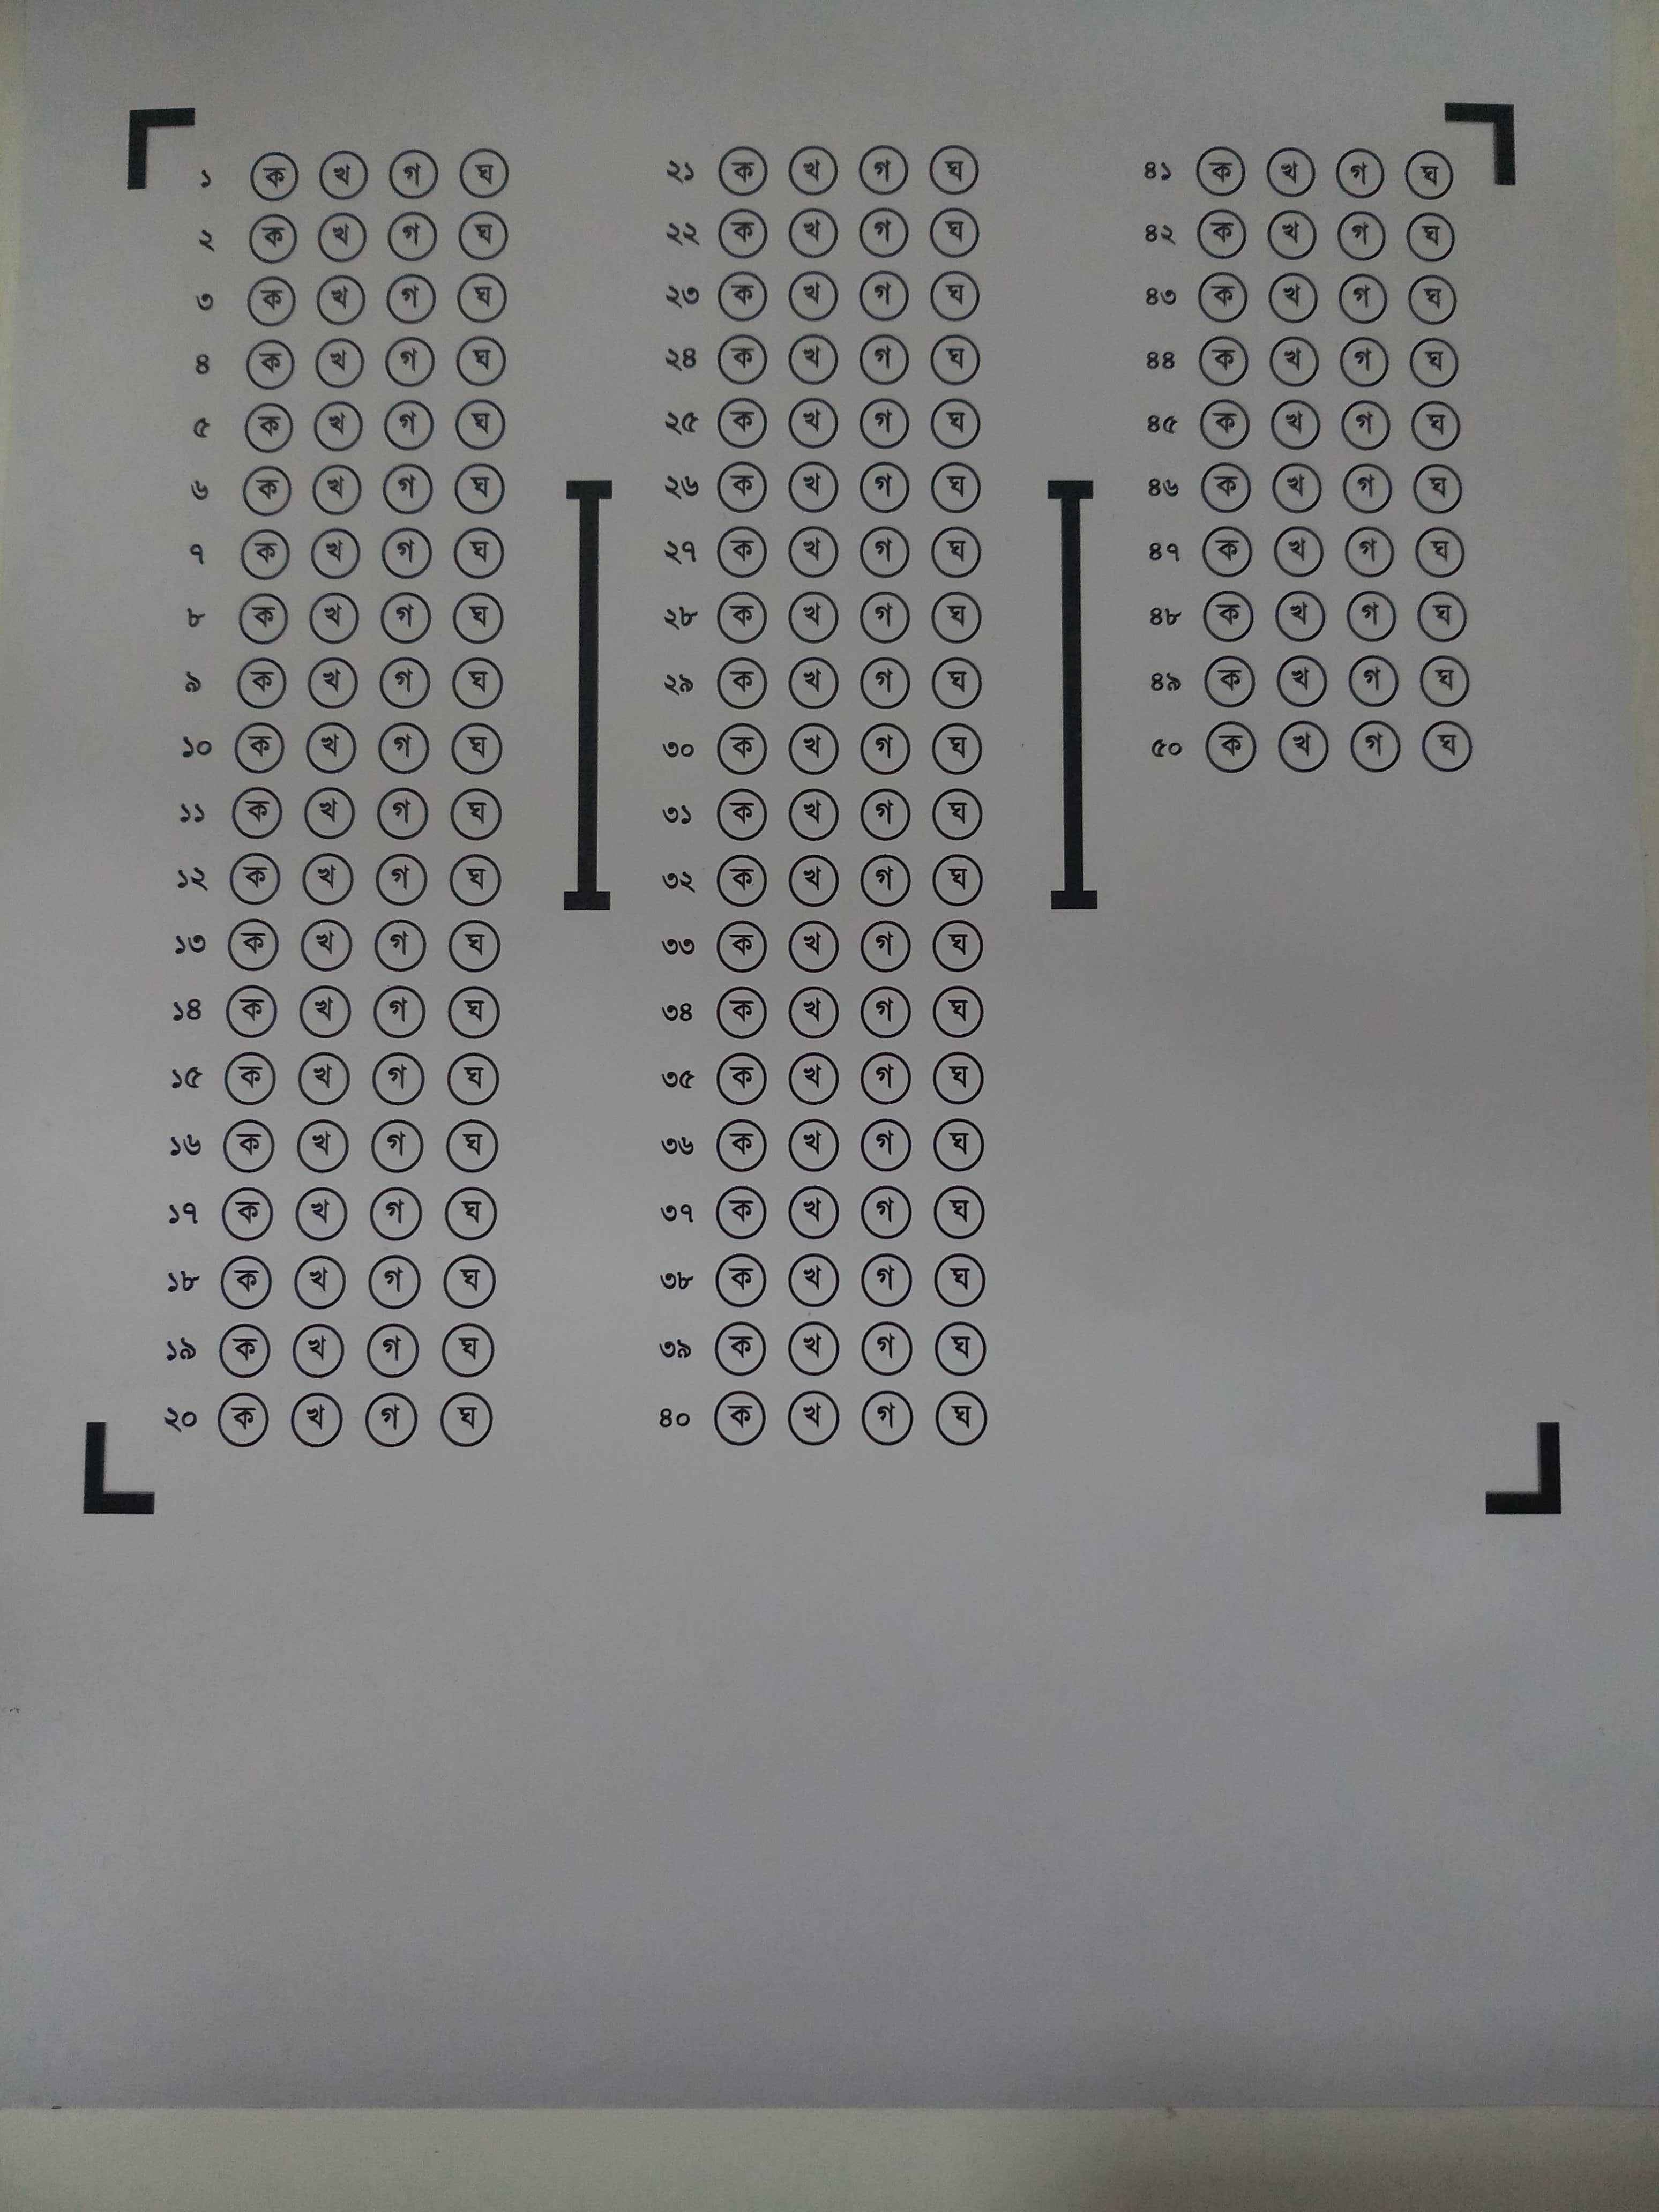 ১ ক খ গ ঘ
২ ক খ গ ঘ
৩ ক খ গ ঘ
৪ ক খ গ ঘ
৫ ক খ গ ঘ
৬ ক খ গ ঘ
৭ ক খ গ ঘ
৮ ক খ গ ঘ
৯ ক খ গ ঘ
১০ ক খ গ ঘ
১১ ক খ গ ঘ
১২ ক খ গ ঘ
১৩ ক খ গ ঘ
১৪ ক খ গ ঘ
১৫ ক খ গ ঘ
১৬ ক খ গ ঘ
১৭ ক খ গ ঘ
১৮ ক খ গ ঘ
১৯ ক খ গ ঘ
২০ ক খ গ ঘ
২১ ক খ গ ঘ
২২ ক খ গ ঘ
২৩ ক খ গ ঘ
২৪ ক খ গ ঘ
২৫ ক খ গ ঘ
২৬ ক খ গ ঘ
২৭ ক খ গ ঘ
২৮ ক খ গ ঘ
২৯ ক খ গ ঘ
৩০ ক খ গ ঘ
৩১ ক খ গ ঘ
৩২ ক খ গ ঘ
৩৩ ক খ গ ঘ
৩৪ ক খ গ ঘ
৩৫ ক খ গ ঘ
৩৬ ক খ গ ঘ
৩৭ ক খ গ ঘ
৩৮ ক খ গ ঘ
৩৯ ক খ গ ঘ
৪০ ক খ গ ঘ
৪১ ক খ গ ঘ
৪২ ক খ গ ঘ
৪৩ ক খ গ ঘ
৪৪ ক খ গ ঘ
৪৫ ক খ গ ঘ
৪৬ ক খ গ ঘ
৪৭ ক খ গ ঘ
৪৮ ক খ গ ঘ
৪৯ ক খ গ ঘ
৫০ ক খ গ ঘ